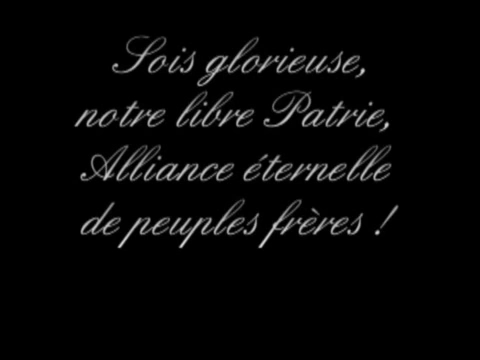 Sois glorieuse,
notre libre Patrie,
Alliance éternelle
de peuples frères !